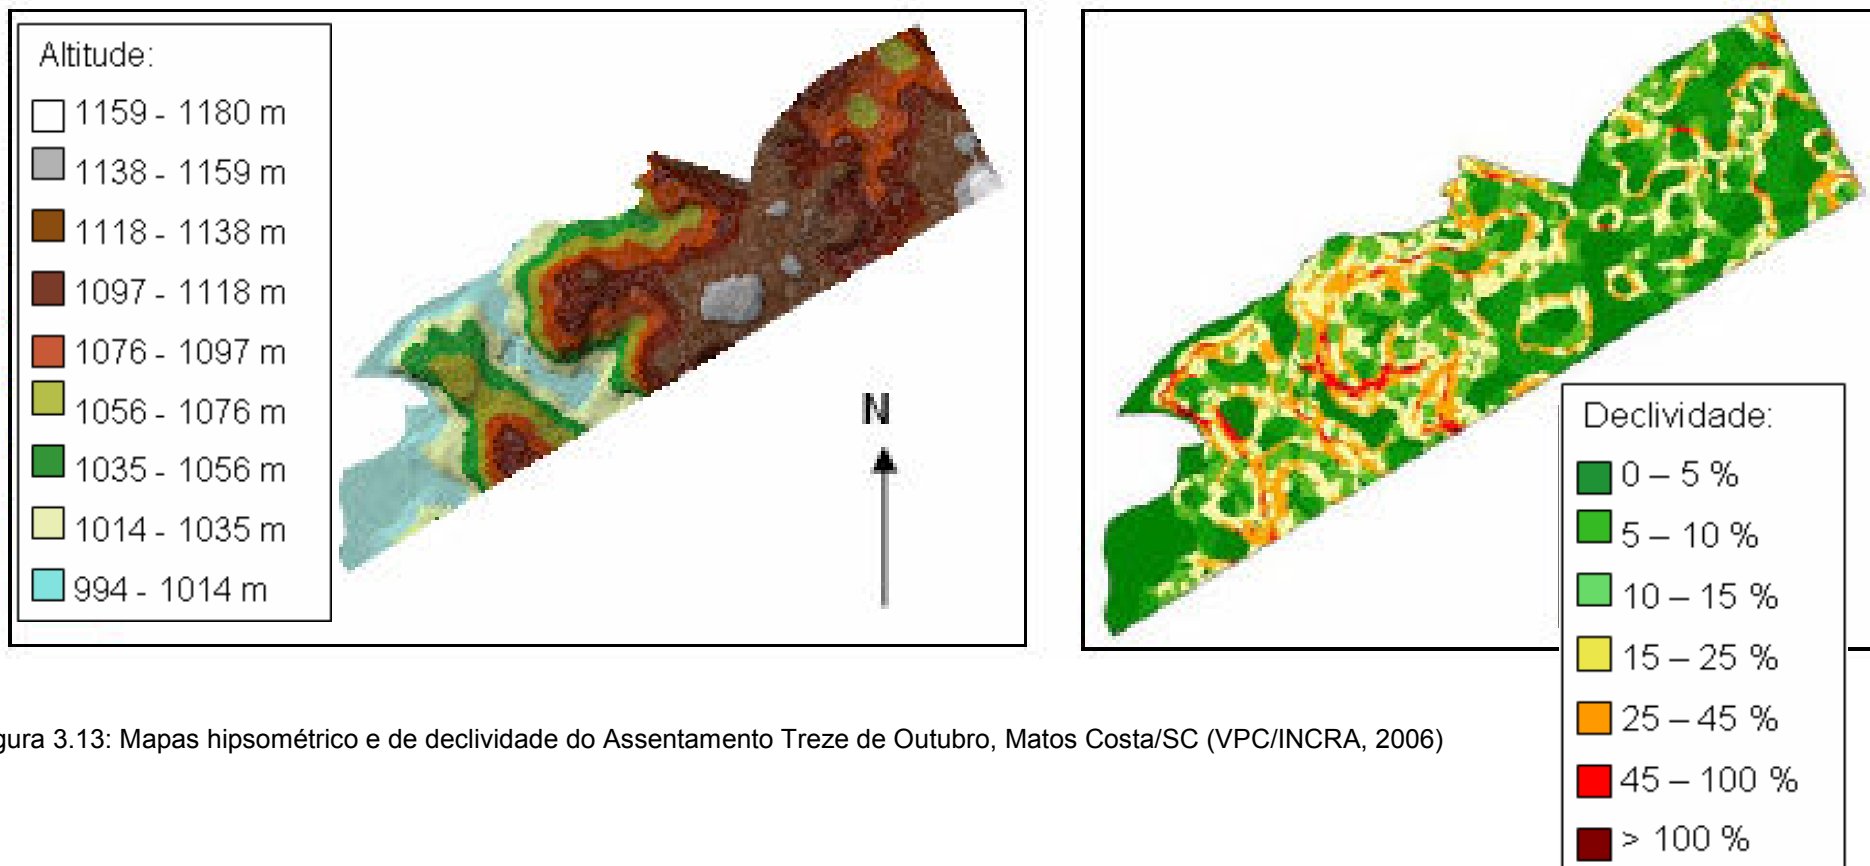 Altitude:
1159 - 1180 m
1138 - 1159 m
1118 - 1138 m
1097 - 1118 m
1076 - 1097 m
1056 - 1076 m
1035 - 1056 m
1014 - 1035 m
994 - 1014 m
N
Declividade:
0 – 5 %
5 – 10 %
10 – 15 %
15 – 25 %
25 – 45 %
45 – 100 %
> 100 %
gura 3.13: Mapas hipsométrico e de declividade do Assentamento Treze de Outubro, Matos Costa/SC (VPC/INCRA, 2006)